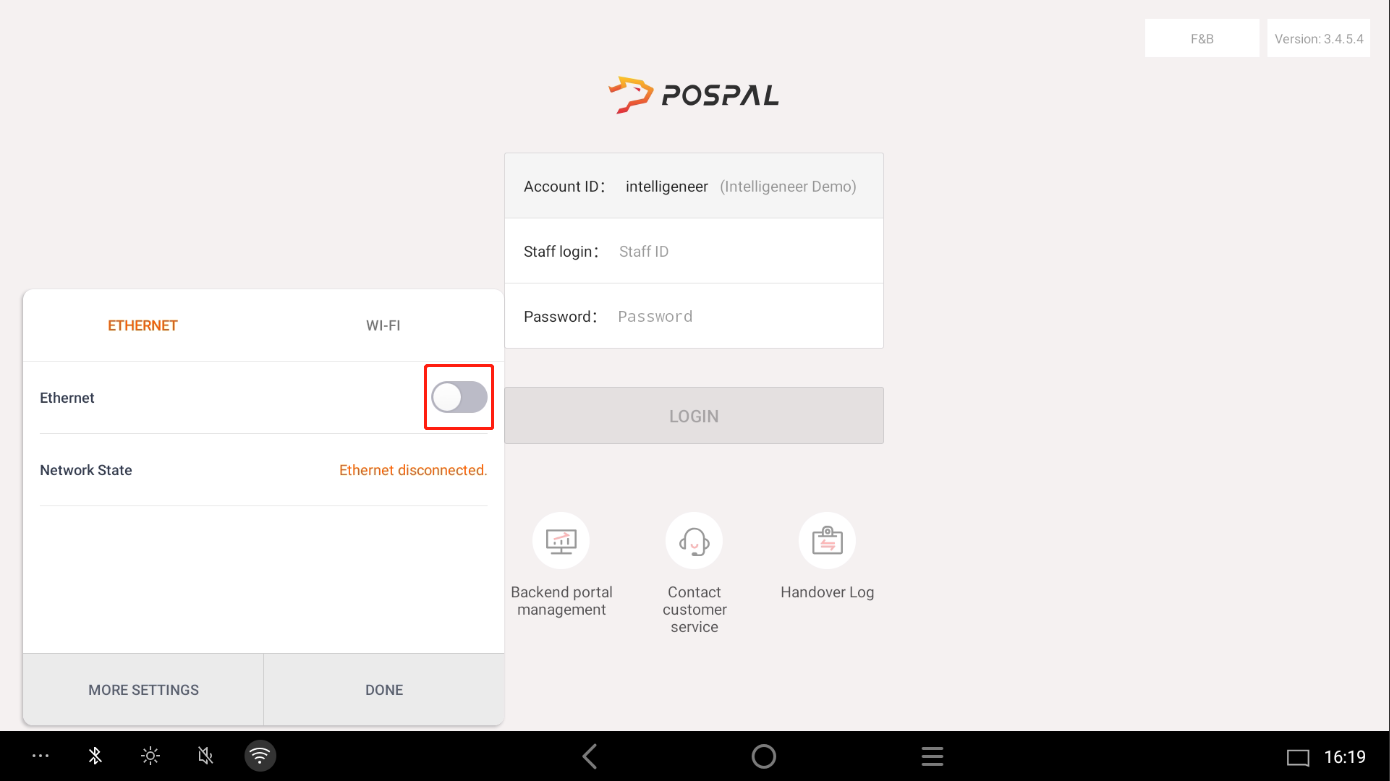 F&B
Version: 3.4.5.4
POSPAL
Account ID： intelligeneer (Intelligeneer Demo)
Staff login： Staff ID
Password： Password
LOGIN
ETHERNET
WI-FI
Ethernet
Network State
Ethernet disconnected.
MORE SETTINGS
DONE
Backend portal
management
Contact
customer
service
Handover Log
16:19